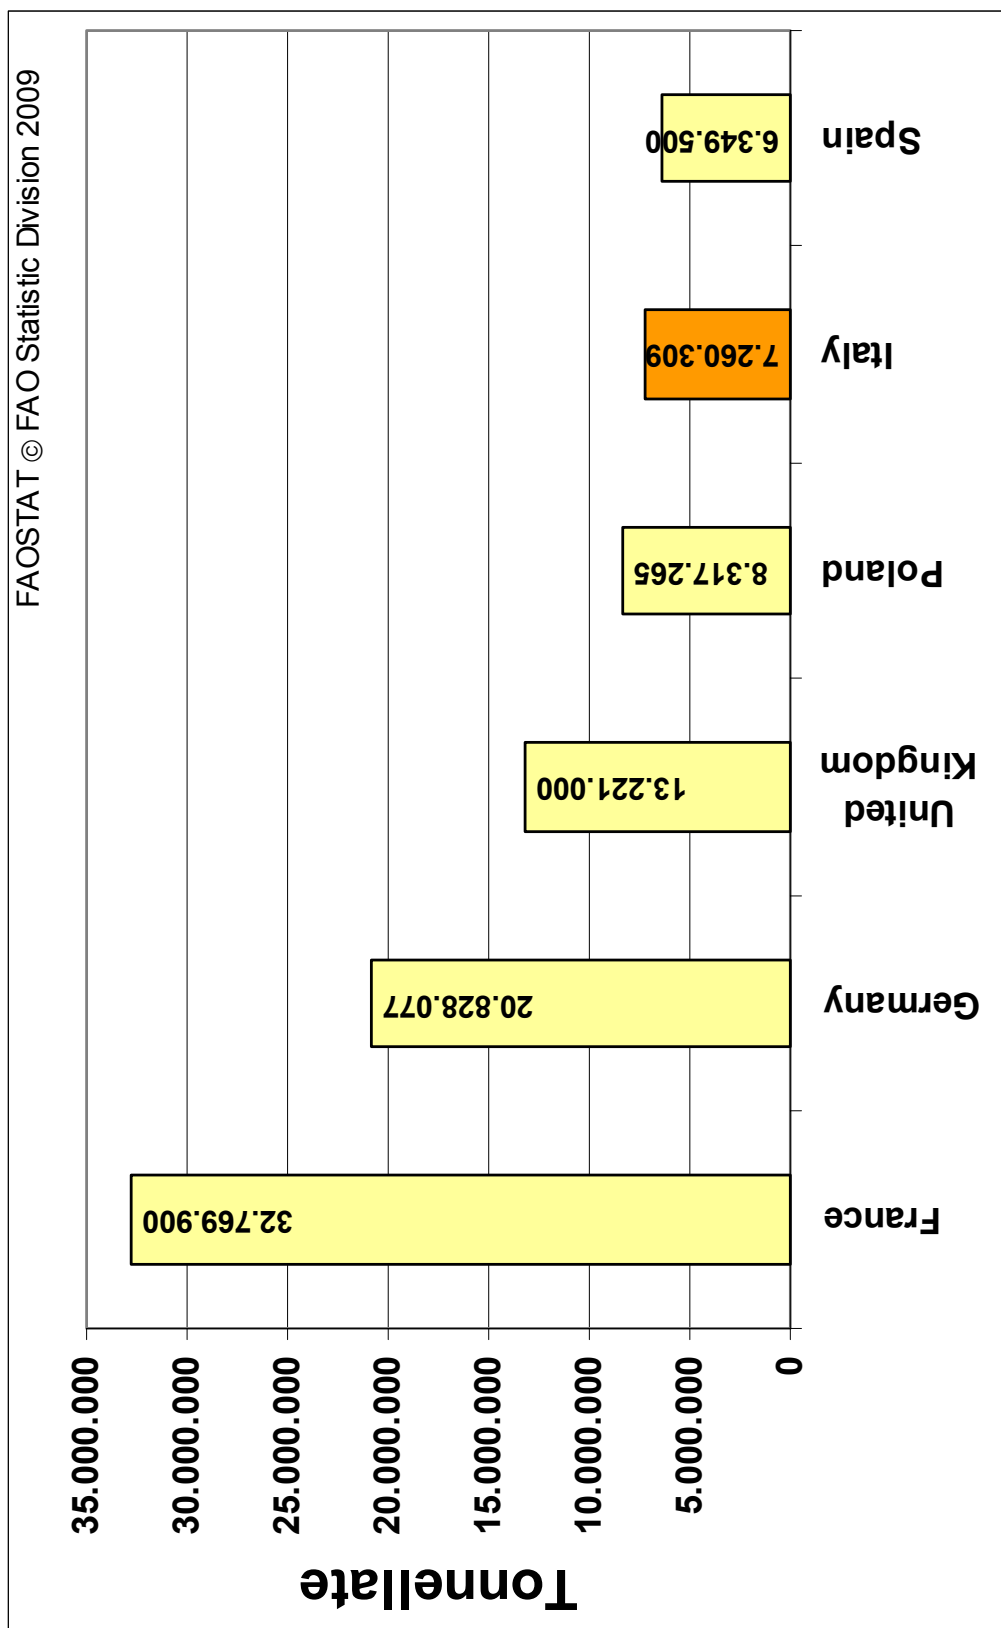 FAOSTAT © FAO Statistic Division 2009
Tonnellate
35.000.000
30.000.000
25.000.000
20.000.000
15.000.000
10.000.000
5.000.000
0
32.769.900
20.828.077
13.221.000
8.317.265
7.260.309
6.349.500
France
Germany
United
Kingdom
Poland
Italy
Spain